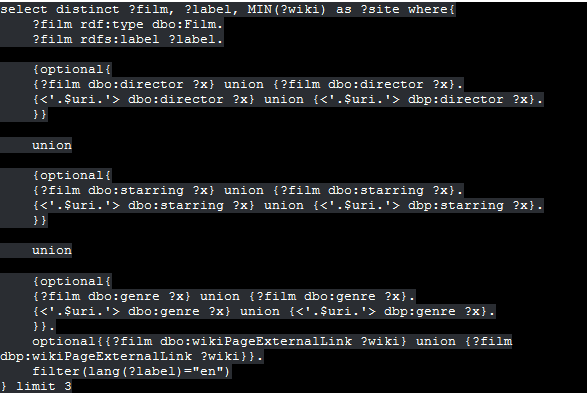 select distinct ?film, ?label, MIN(?wiki) as ?site where{
?film rdf:type dbo:Film.
?film rdfs:label ?label.
{optional{
{?film dbo:director ?x} union {?film dbo:director ?x}.
{<'.$uri.'> dbo:director ?x} union {<'.$uri.'> dbp:director ?x}.
}}
union
{optional{
{?film dbo:starring ?x} union {?film dbo:starring ?x}.
{<'.$uri.'> dbo:starring ?x} union {<'.$uri.'> dbp:starring ?x}.
}}
union
{optional{
{?film dbo:genre ?x} union {?film dbo:genre ?x}.
{<'.$uri.'> dbo:genre ?x} union {<'.$uri.'> dbp:genre ?x}.
}}.
optional{{?film dbo:wikiPageExternalLink ?wiki} union {?film
dbp:wikiPageExternalLink ?wiki}}.
filter(lang(?label)="en")
} limit 3